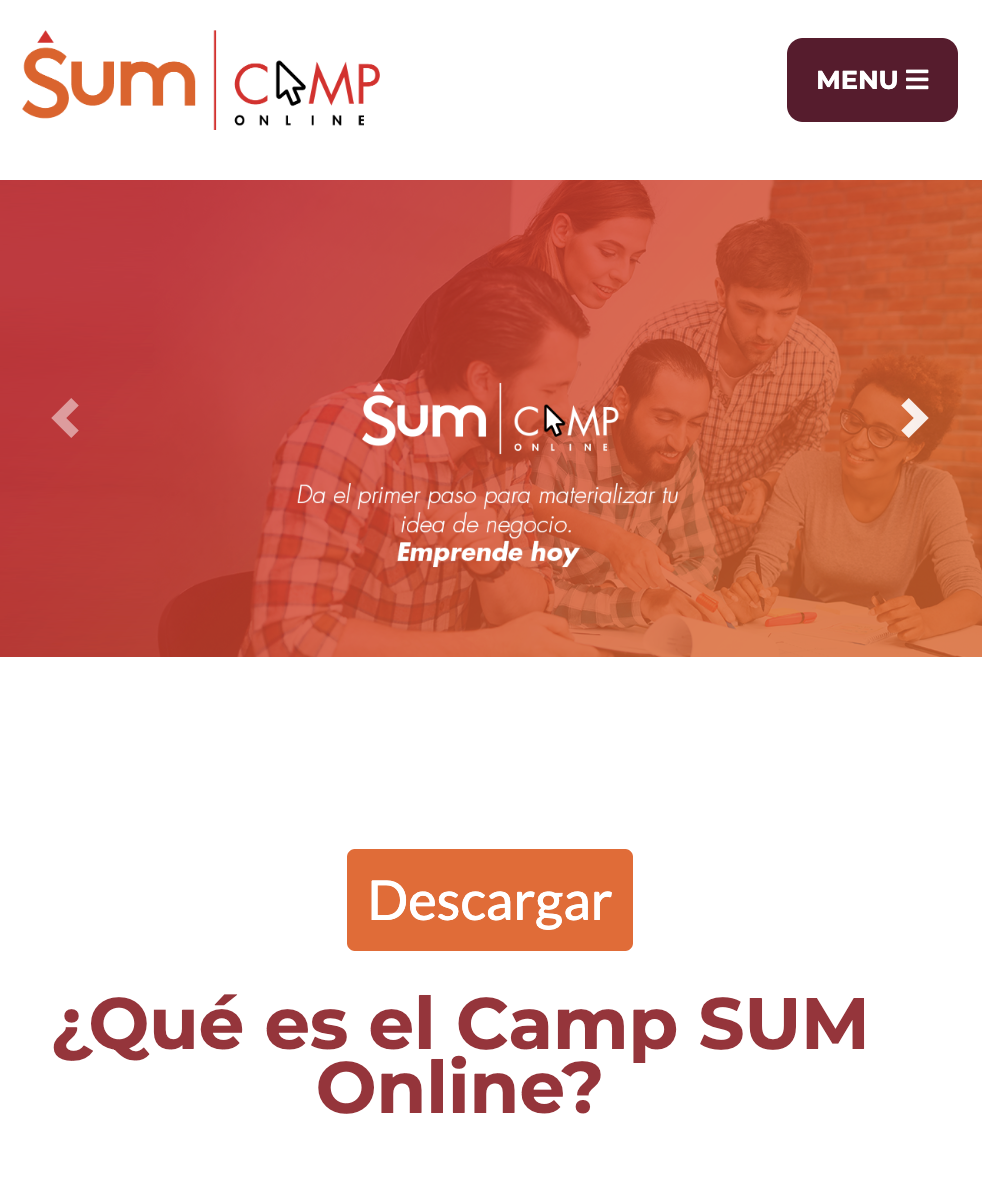 Sum CAMP
ONLINE
MENU
Sum CAMP
ONLINE
Da el primer paso para materializar tu
idea de negocio.
Emprende hoy
Descargar
¿Qué es el Camp SUM
Online?